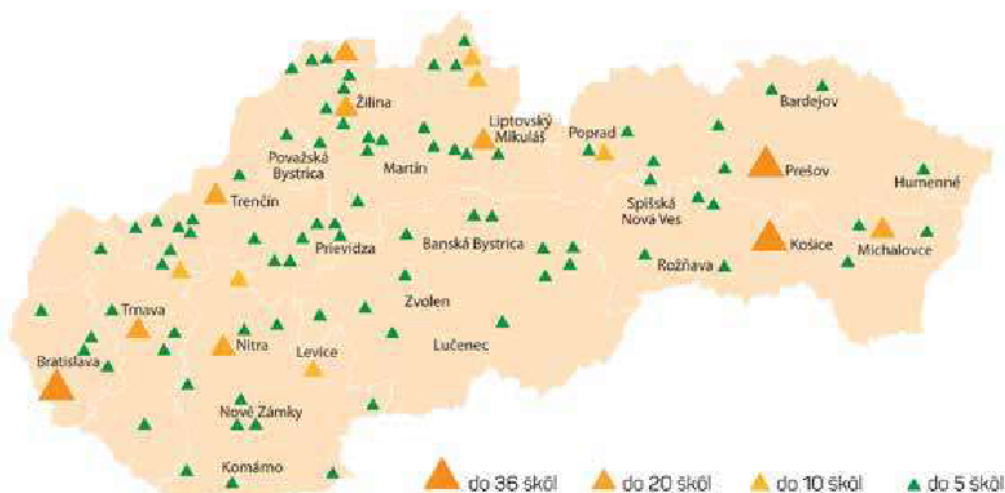 Žilina
Bardejov
Liptovský
Mikuláš
Poprad
Považská
Bystrica
Martin
Prešov
Humenné
Trenčín
Spišská
Nova Ves
Prievidza
Banská Bystrica
Košice
Michalovce
Rožňava
Zvolen
Trnava
Nitra
Levice
Lučenec
Bratislava
Nové Zámky
Komárno
do 36 škôl
do 20 škôl
do 10 škôl
do 5 škôl